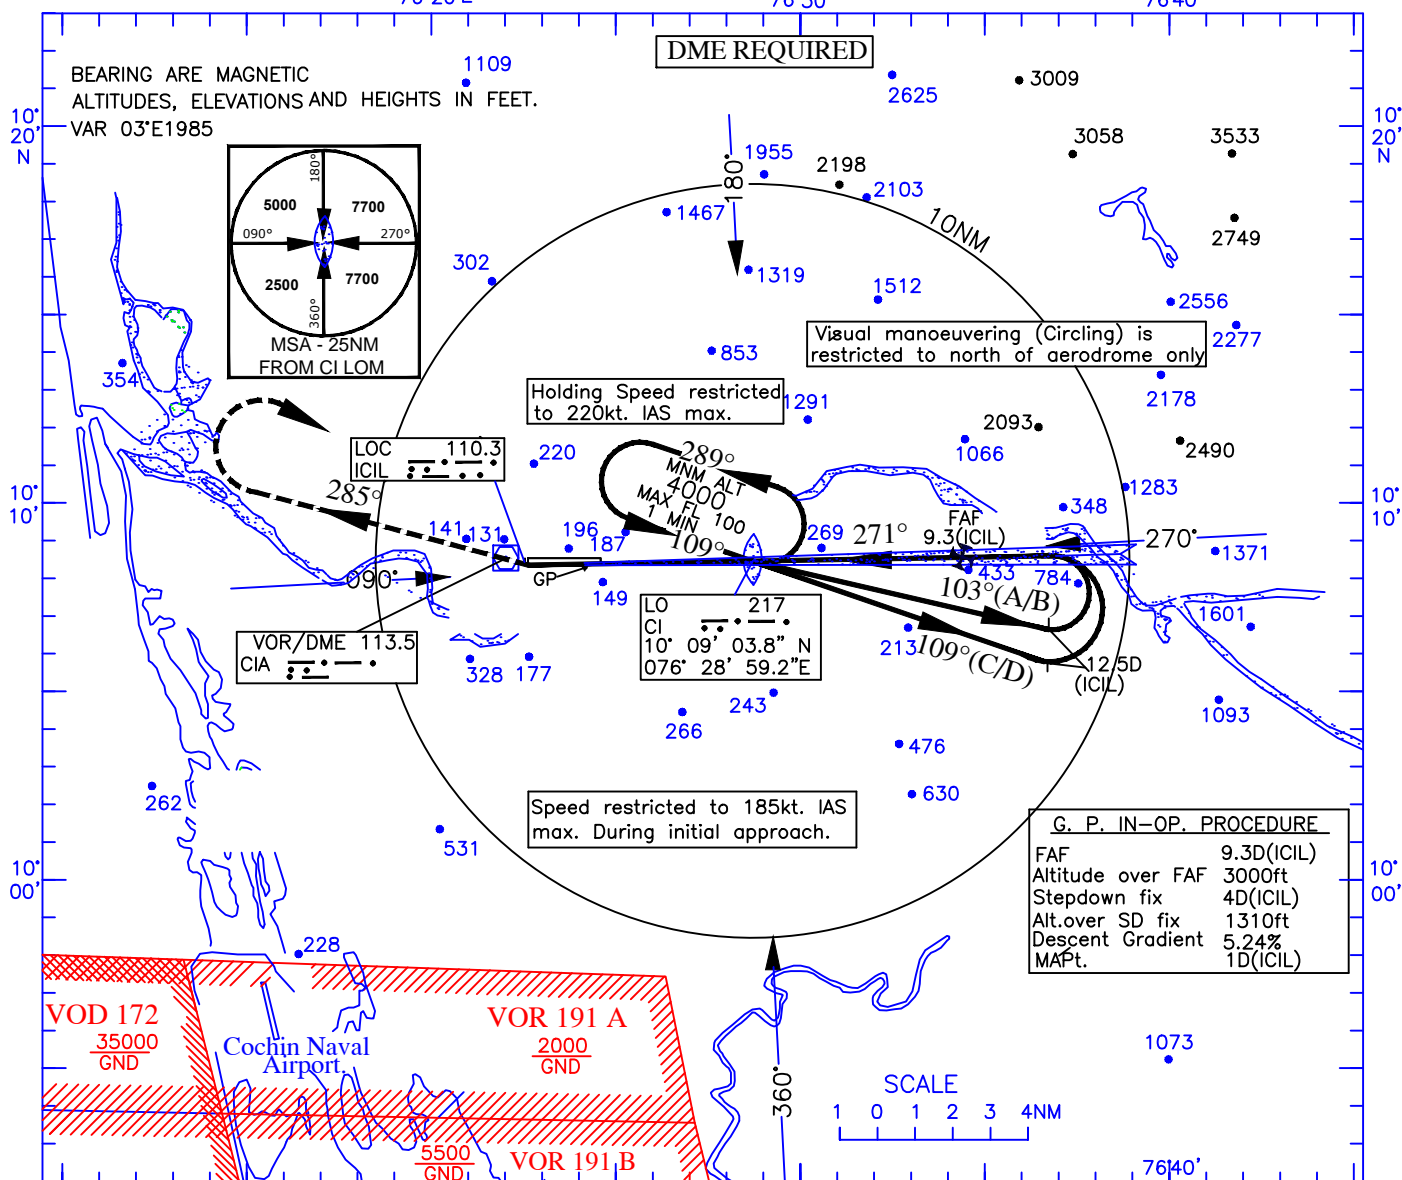 76°40'
DME REQUIRED
BEARING ARE MAGNETIC
ALTITUDES, ELEVATIONS AND HEIGHTS IN FEET.
VAR 03°E1985
1109
2625
3009
3058
3533
2749
10°
20'
N
10°
20'
N
180°
5000
7700
090°
270°
2500
7700
360°
MSA - 25NM
FROM CI LOM
180°
1955
2198
2103
1467
10NM
302
1319
1512
2556
2277
853
Visual manoeuvering (Circling) is
restricted to north of aerodrome only
354
Holding Speed restricted
to 220kt. IAS max.
1291
2178
2093
2490
1066
LOC 110.3
ICIL
220
289°
MNM ALT
4000
MAX FL 100
1 MIN
109°
285°
1283
348
10°
10'
10°
10'
141
131
196
187
269
271°
FAF
9.3(ICIL)
270°
1371
090°
GP
149
433
784
103°(A/B)
1601
LO 217
CI
10° 09' 03.8" N
076° 28' 59.2"E
213
109°(C/D)
12.5D
(ICIL)
VOR/DME 113.5
CIA
328
177
243
266
1093
476
262
630
Speed restricted to 185kt. IAS
max. During initial approach.
531
G. P. IN-OP. PROCEDURE
FAF 9.3D(ICIL)
Altitude over FAF 3000ft
Stepdown fix 4D(ICIL)
Alt.over SD fix 1310ft
Descent Gradient 5.24%
MAPt. 1D(ICIL)
10°
00'
10°
00'
228
VOD 172
35000
GND
VOR 191 A
2000
GND
Cochin Naval
Airport.
1073
360°
SCALE
1 0 1 2 3 4NM
5500
GND
VOR 191 B
76°40'